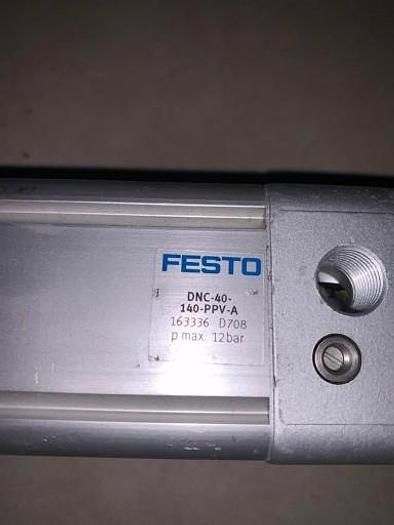 FESTO
DNC-40-
140-PPV-A
163336 D708
p max. 12bar